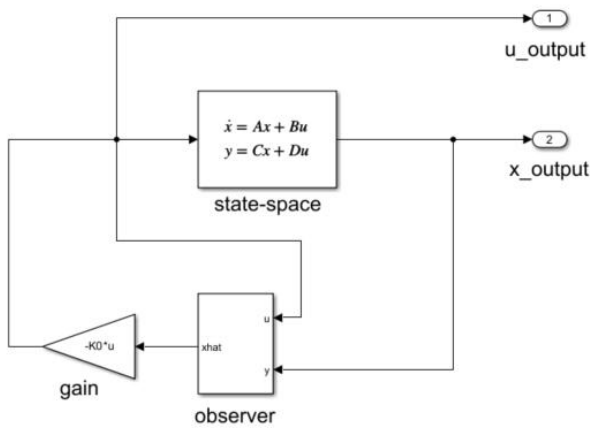 1
u_output
ẋ = Ax + Bu
y = Cx + Du
state-space
2
x_output
-K0*u
gain
u
xhat
y
observer